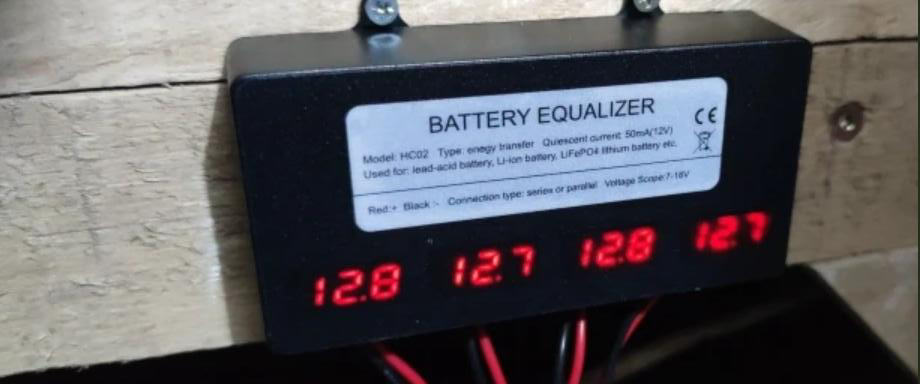 BATTERY EQUALIZER
CE
Model: HC02 Type: enegy transfer Quiescent current: 50mA(12V)
Used for: lead-acid battery, Li-ion battery, LiFePO4 lithium battery etc.
Red:+ Black :- Connection type: series or parallel Voltage Scope:7-16V
12.8 12.7 12.8 12.7